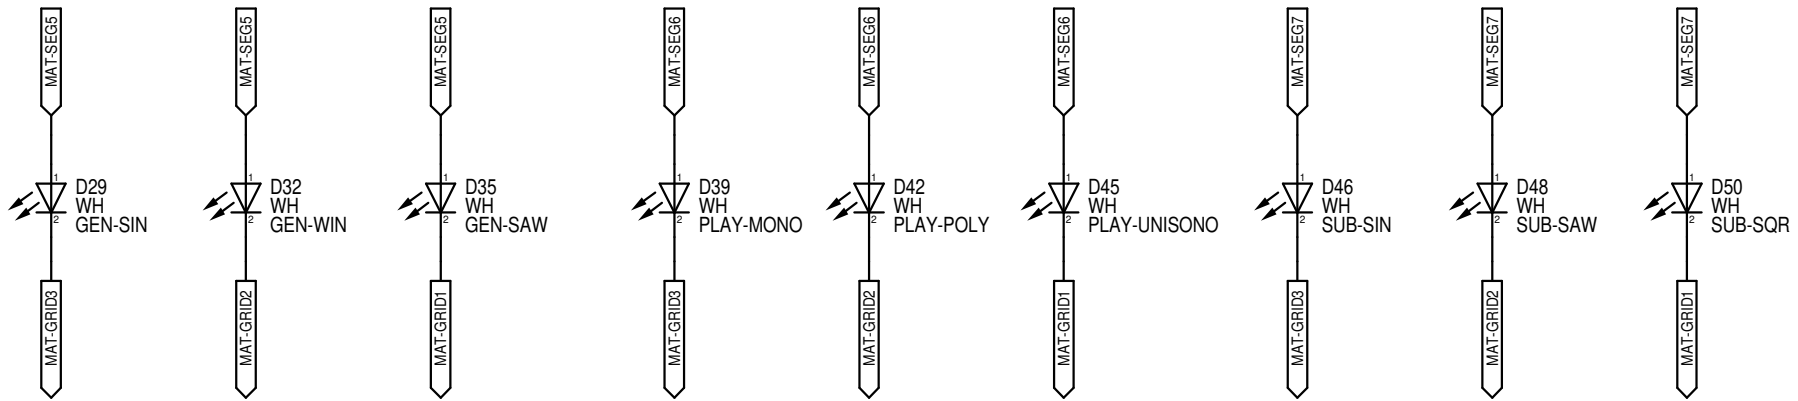 MAT-SEG5
MAT-SEG5
MAT-SEG5
MAT-SEG6
MAT-SEG6
MAT-SEG6
MAT-SEG7
MAT-SEG7
MAT-SEG7
1
D29
WH
2
GEN-SIN
1
D32
WH
2
GEN-WIN
1
D35
WH
2
GEN-SAW
1
D39
WH
2
PLAY-MONO
1
D42
WH
2
PLAY-POLY
1
D45
WH
2
PLAY-UNISONO
1
D46
WH
2
SUB-SIN
1
D48
WH
2
SUB-SAW
1
D50
WH
2
SUB-SQR
MAT-GRID3
MAT-GRID2
MAT-GRID1
MAT-GRID3
MAT-GRID2
MAT-GRID1
MAT-GRID3
MAT-GRID2
MAT-GRID1